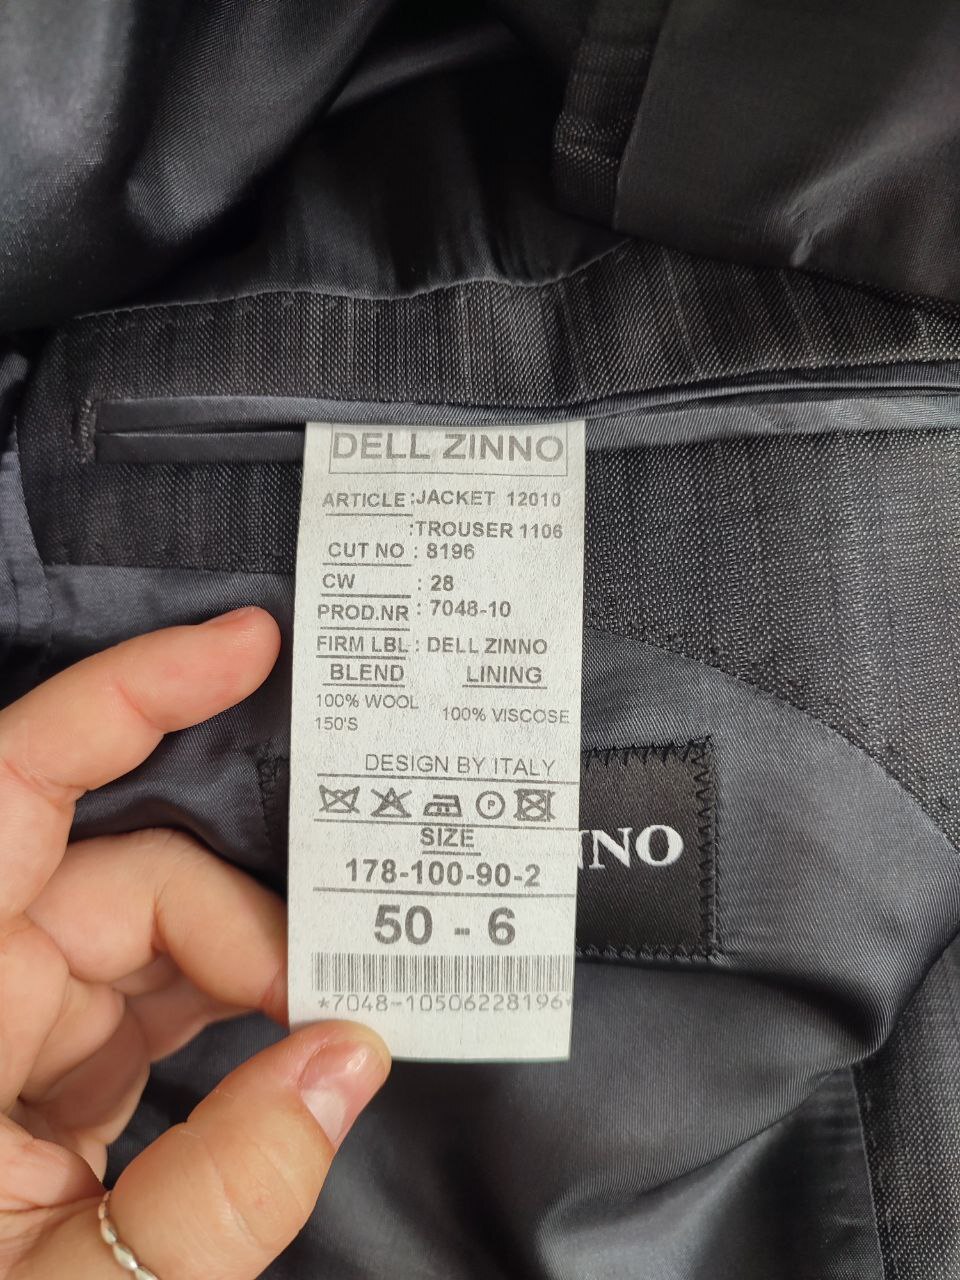 DELL ZINNO
ARTICLE :JACKET 12010
:TROUSER 1106
CUT NO : 8196
CW : 28
PROD.NR : 7048-10
FIRM LBL : DELL ZINNO
BLEND LINING
100% WOOL
150'S 100% VISCOSE
DESIGN BY ITALY
P
SIZE
178-100-90-2
50 - 6
*7048-10506228196*
NNO